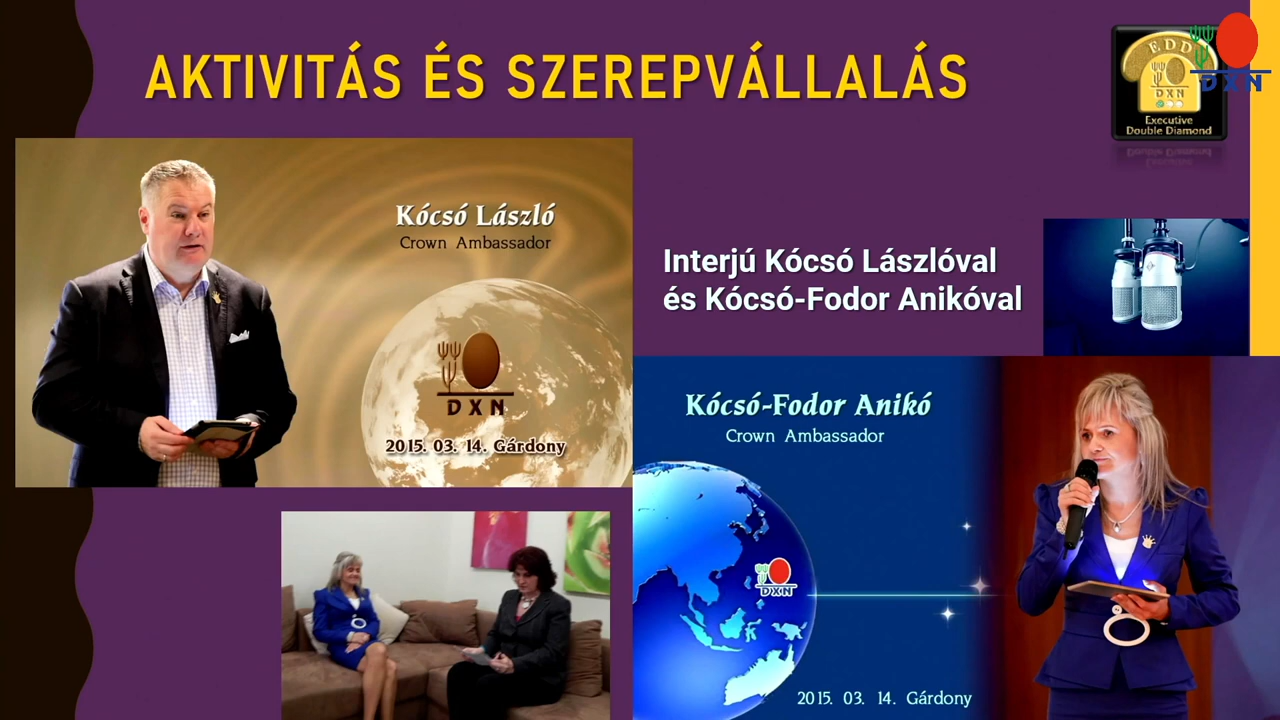 AKTIVITÁS ÉS SZEREPVÁLLALÁS
EDD
DXN
Executive
Double Diamond
DXN
Kócsó László
Crown Ambassador
DXN
2015. 03. 14. Gárdony
Interjú Kócsó Lászlóval
és Kócsó-Fodor Anikóval
Kócsó-Fodor Anikó
Crown Ambassador
DXN
2015. 03. 14. Gárdony